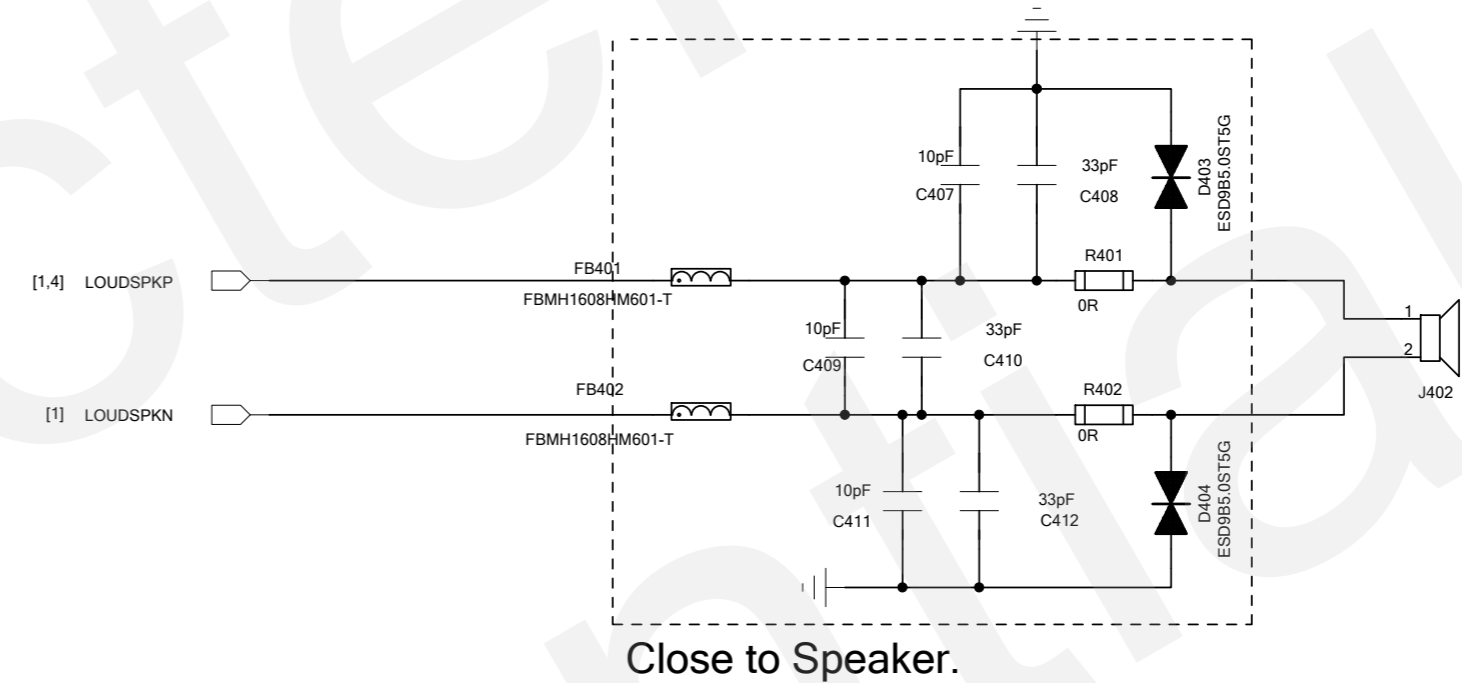 10pF
C407
33pF
C408
D403
ESD9B5.0ST5G
[1,4] LOUDSPKP
FB401
FBMH1608HM601-T
R401
0R
10pF
C409
33pF
C410
1
2
J402
[1] LOUDSPKN
FB402
FBMH1608HM601-T
R402
0R
10pF
C411
33pF
C412
D404
ESD9B5.0ST5G
Close to Speaker.